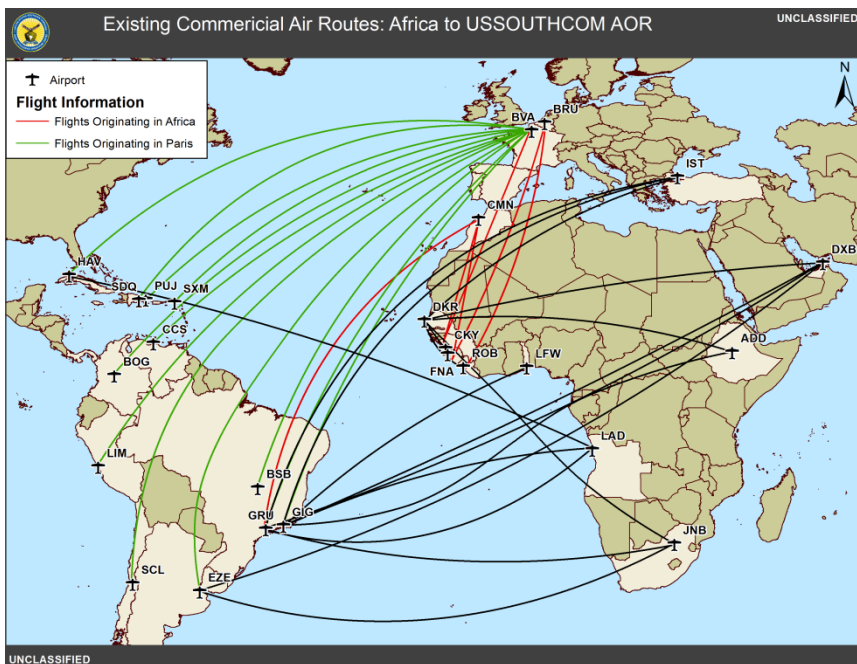 Existing Commericial Air Routes: Africa to USSOUTHCOM AOR
UNCLASSIFIED
Airport
Flight Information
Flights Originating in Africa
Flights Originating in Paris
N
BVA
BRU
IST
CMN
DXB
HAV
SDQ
PUJ
SXM
DKR
CCS
CKY
ADD
BOG
FNA
ROB
LFW
LIM
LAD
BSB
GRU
GIG
JNB
SCL
EZE
UNCLASSIFIED